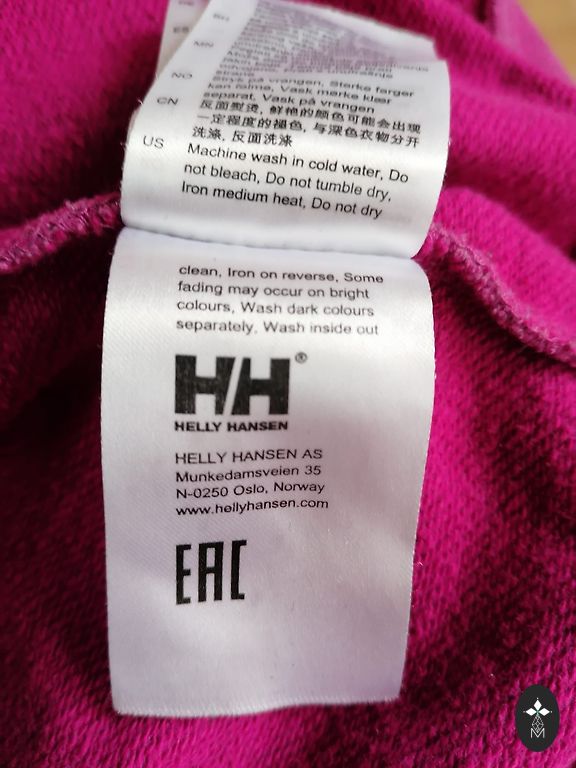 BH
MN
NO
Stryk på vrangen, Sterke farger
kan falme, Vask mørke klær
separat, Vask på vrangen
CN
反面熨烫, 鲜艳的颜色可能会出现
一定程度的褪色, 与深色衣物分开
洗涤, 反面洗涤
US
Machine wash in cold water, Do
not bleach, Do not tumble dry,
Iron medium heat, Do not dry
clean, Iron on reverse, Some
fading may occur on bright
colours, Wash dark colours
separately, Wash inside out
HH®
HELLY HANSEN
HELLY HANSEN AS
Munkedamsveien 35
N-0250 Oslo, Norway
www.hellyhansen.com
EAC
M